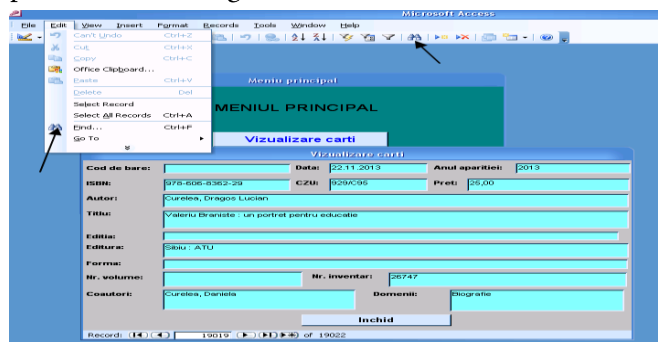 Microsoft Access
File Edit View Insert Format Records Tools Window Help
Can't Undo Ctrl+Z
Cut Ctrl+X
Copy Ctrl+C
Office Clipboard...
Paste Ctrl+V
Delete Del
Select Record
Select All Records Ctrl+A
Find... Ctrl+F
Go To
Meniu principal
MENIUL PRINCIPAL
Vizualizare carti
Vizualizare carti
Cod de bare: Data: 22.11.2013 Anul aparitiei: 2013
ISBN: 978-606-8362-29 CZU: 929/C95 Pret: 25,00
Autor: Curelea, Dragos Lucian
Titlu: Valeriu Braniste : un portret pentru educatie
Editia:
Editura: Sibiu : ATU
Forma:
Nr. volume: Nr. inventar: 26747
Coautori: Curelea, Daniela Domenii: Biografie
Inchid
Record: 19019 of 19022